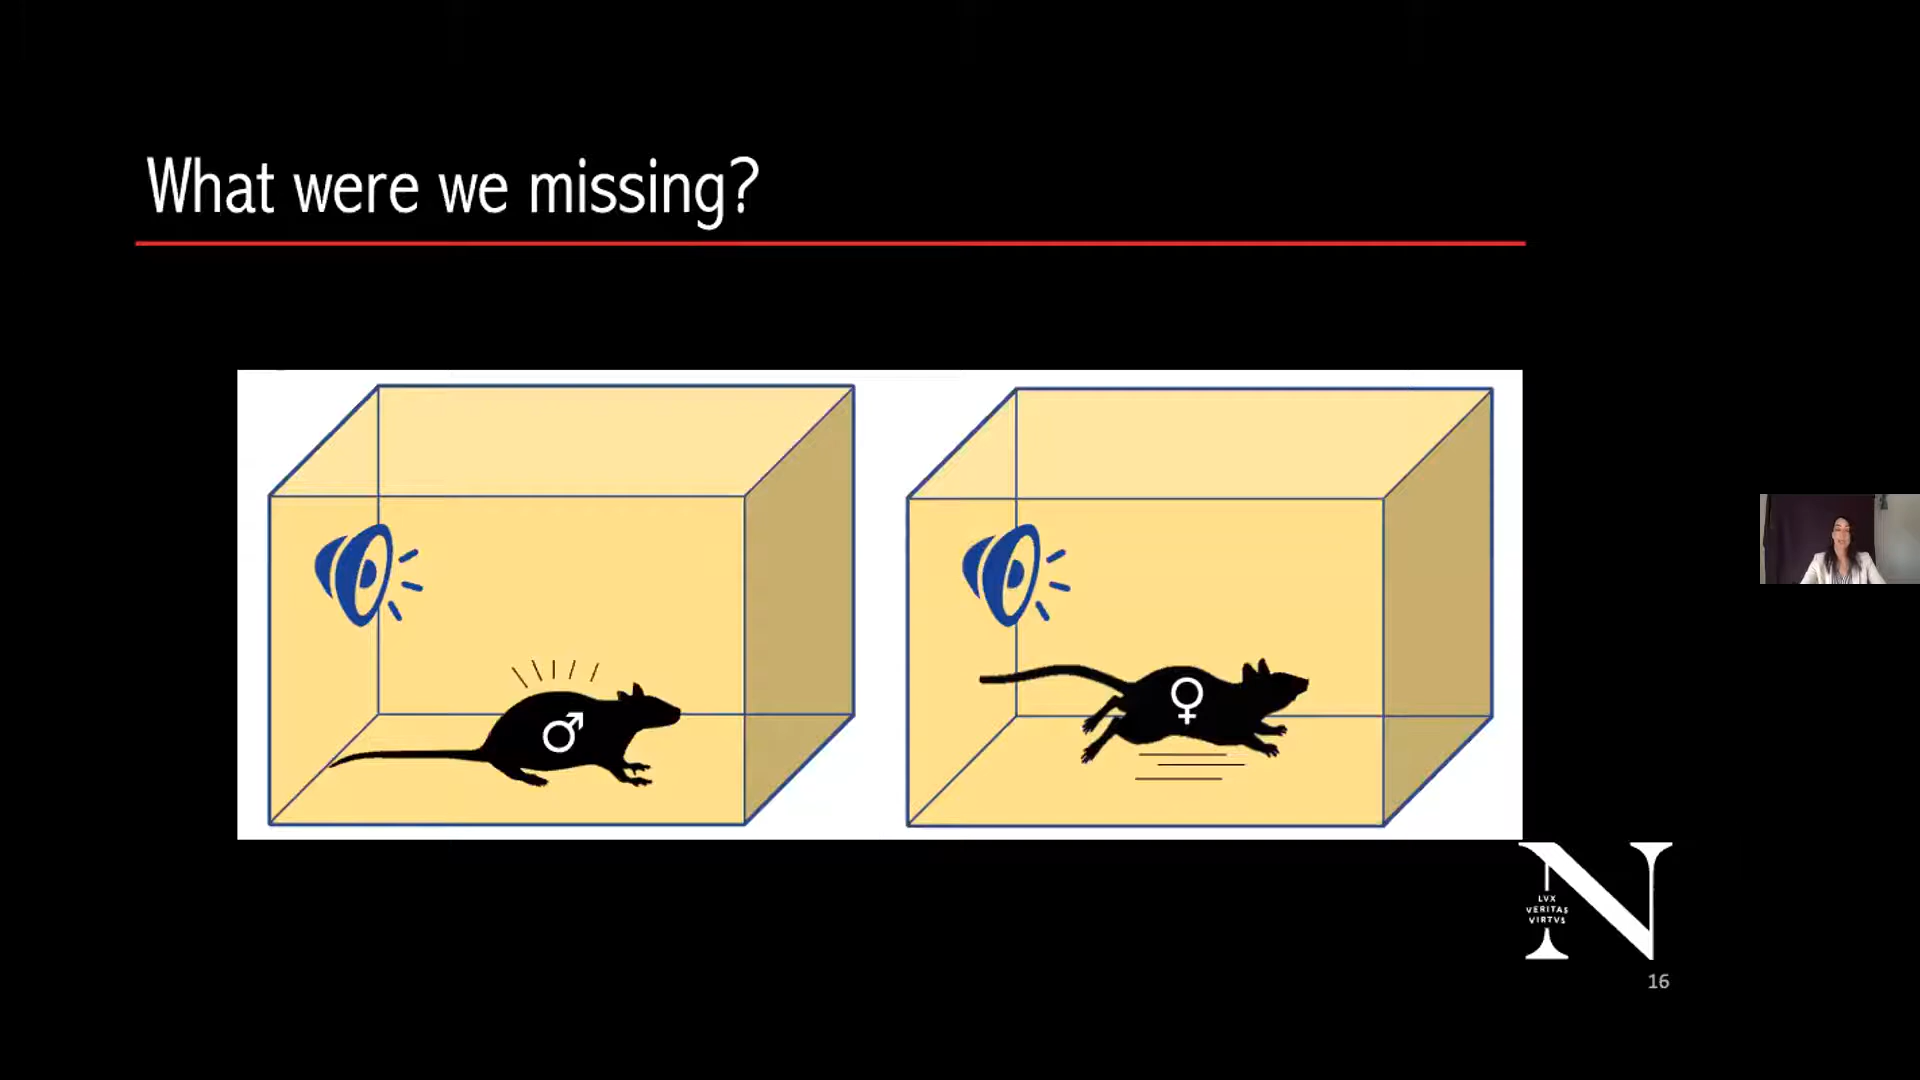 What were we missing?
♂
♀
LVX
VERITAS
VIRTVS
N
16